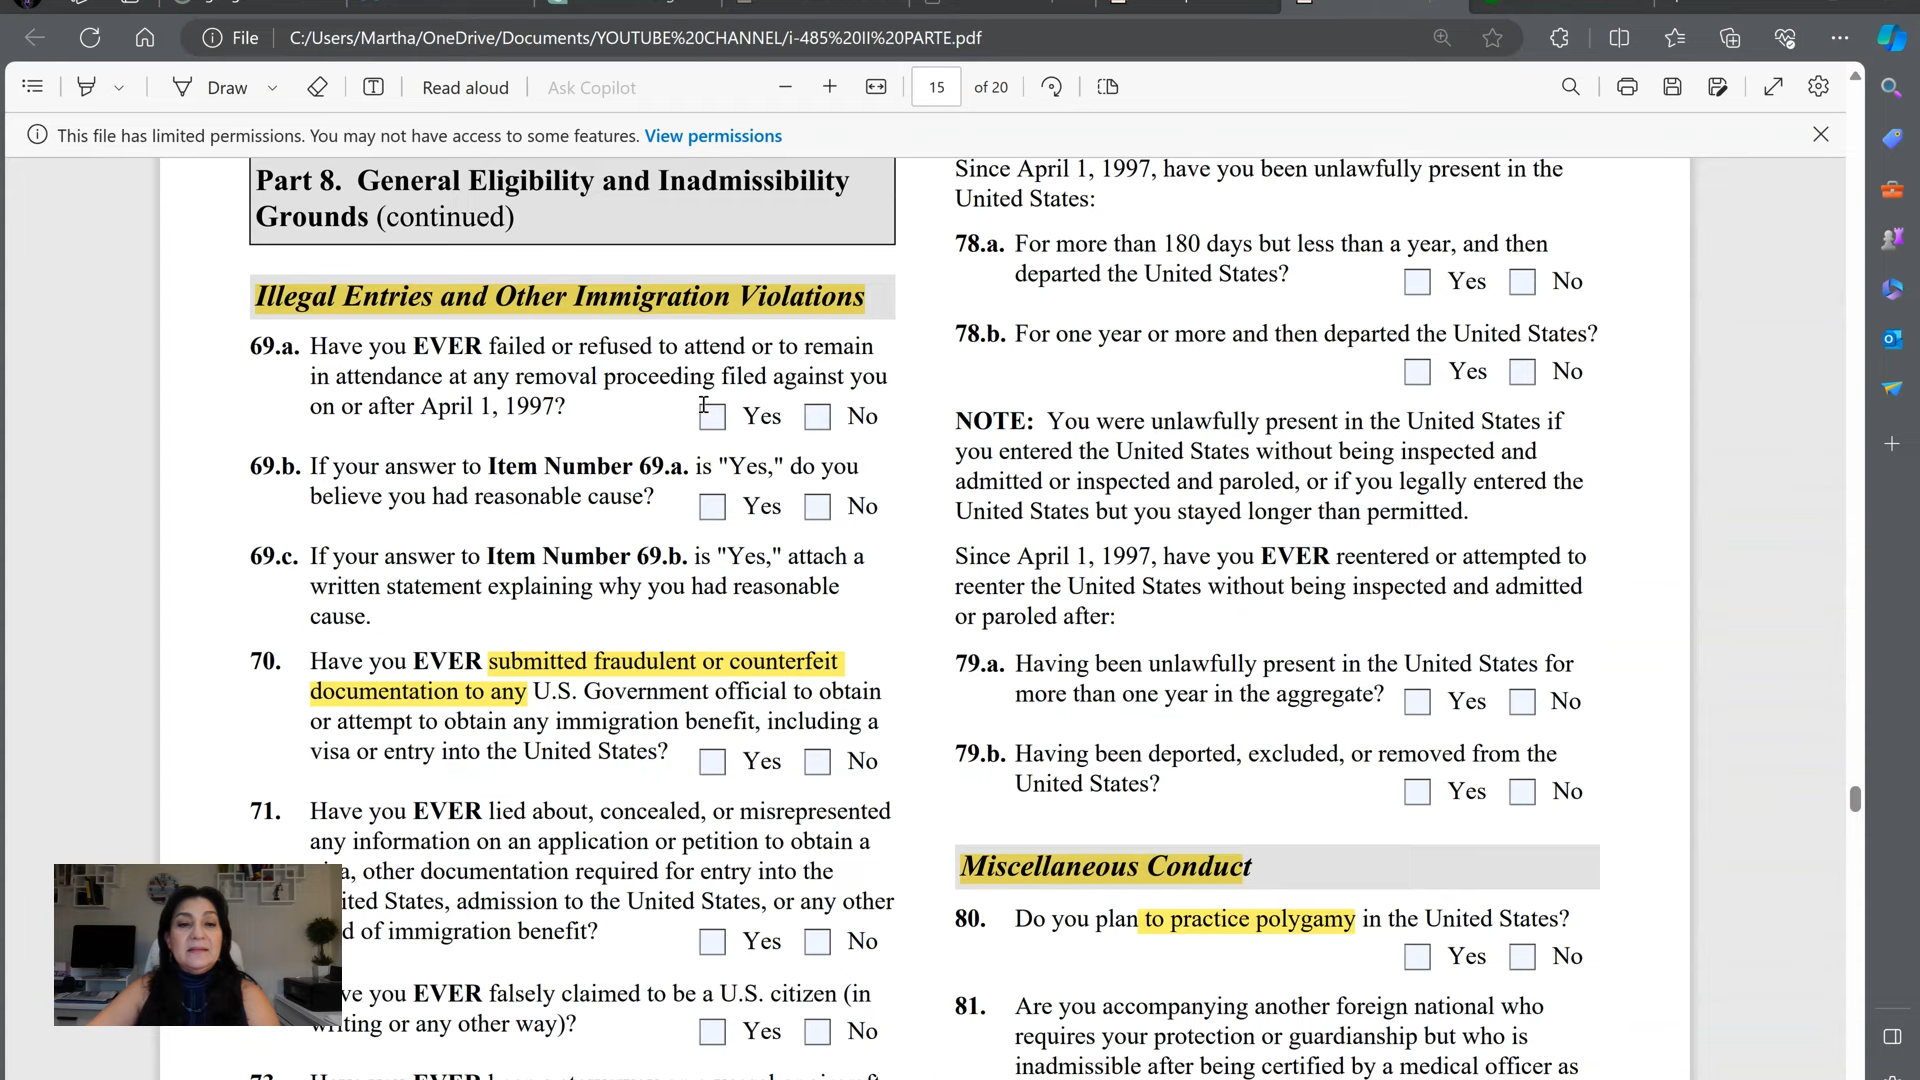 File
C:/Users/Martha/OneDrive/Documents/YOUTUBE%20CHANNEL/i-485%20II%20PARTE.pdf
Draw
Read aloud
Ask Copilot
15
of 20
This file has limited permissions. You may not have access to some features. View permissions
Part 8. General Eligibility and Inadmissibility
Grounds (continued)
Illegal Entries and Other Immigration Violations
69.a. Have you EVER failed or refused to attend or to remain
in attendance at any removal proceeding filed against you
on or after April 1, 1997?
Yes No
69.b. If your answer to Item Number 69.a. is "Yes," do you
believe you had reasonable cause?
Yes No
69.c. If your answer to Item Number 69.b. is "Yes," attach a
written statement explaining why you had reasonable
cause.
70. Have you EVER submitted fraudulent or counterfeit
documentation to any U.S. Government official to obtain
or attempt to obtain any immigration benefit, including a
visa or entry into the United States?
Yes No
71. Have you EVER lied about, concealed, or misrepresented
any information on an application or petition to obtain a
a, other documentation required for entry into the
ited States, admission to the United States, or any other
d of immigration benefit?
Yes No
ve you EVER falsely claimed to be a U.S. citizen (in
writing or any other way)?
Yes No
Since April 1, 1997, have you been unlawfully present in the
United States:
78.a. For more than 180 days but less than a year, and then
departed the United States?
Yes No
78.b. For one year or more and then departed the United States?
Yes No
NOTE: You were unlawfully present in the United States if
you entered the United States without being inspected and
admitted or inspected and paroled, or if you legally entered the
United States but you stayed longer than permitted.
Since April 1, 1997, have you EVER reentered or attempted to
reenter the United States without being inspected and admitted
or paroled after:
79.a. Having been unlawfully present in the United States for
more than one year in the aggregate?
Yes No
79.b. Having been deported, excluded, or removed from the
United States?
Yes No
Miscellaneous Conduct
80. Do you plan to practice polygamy in the United States?
Yes No
81. Are you accompanying another foreign national who
requires your protection or guardianship but who is
inadmissible after being certified by a medical officer as